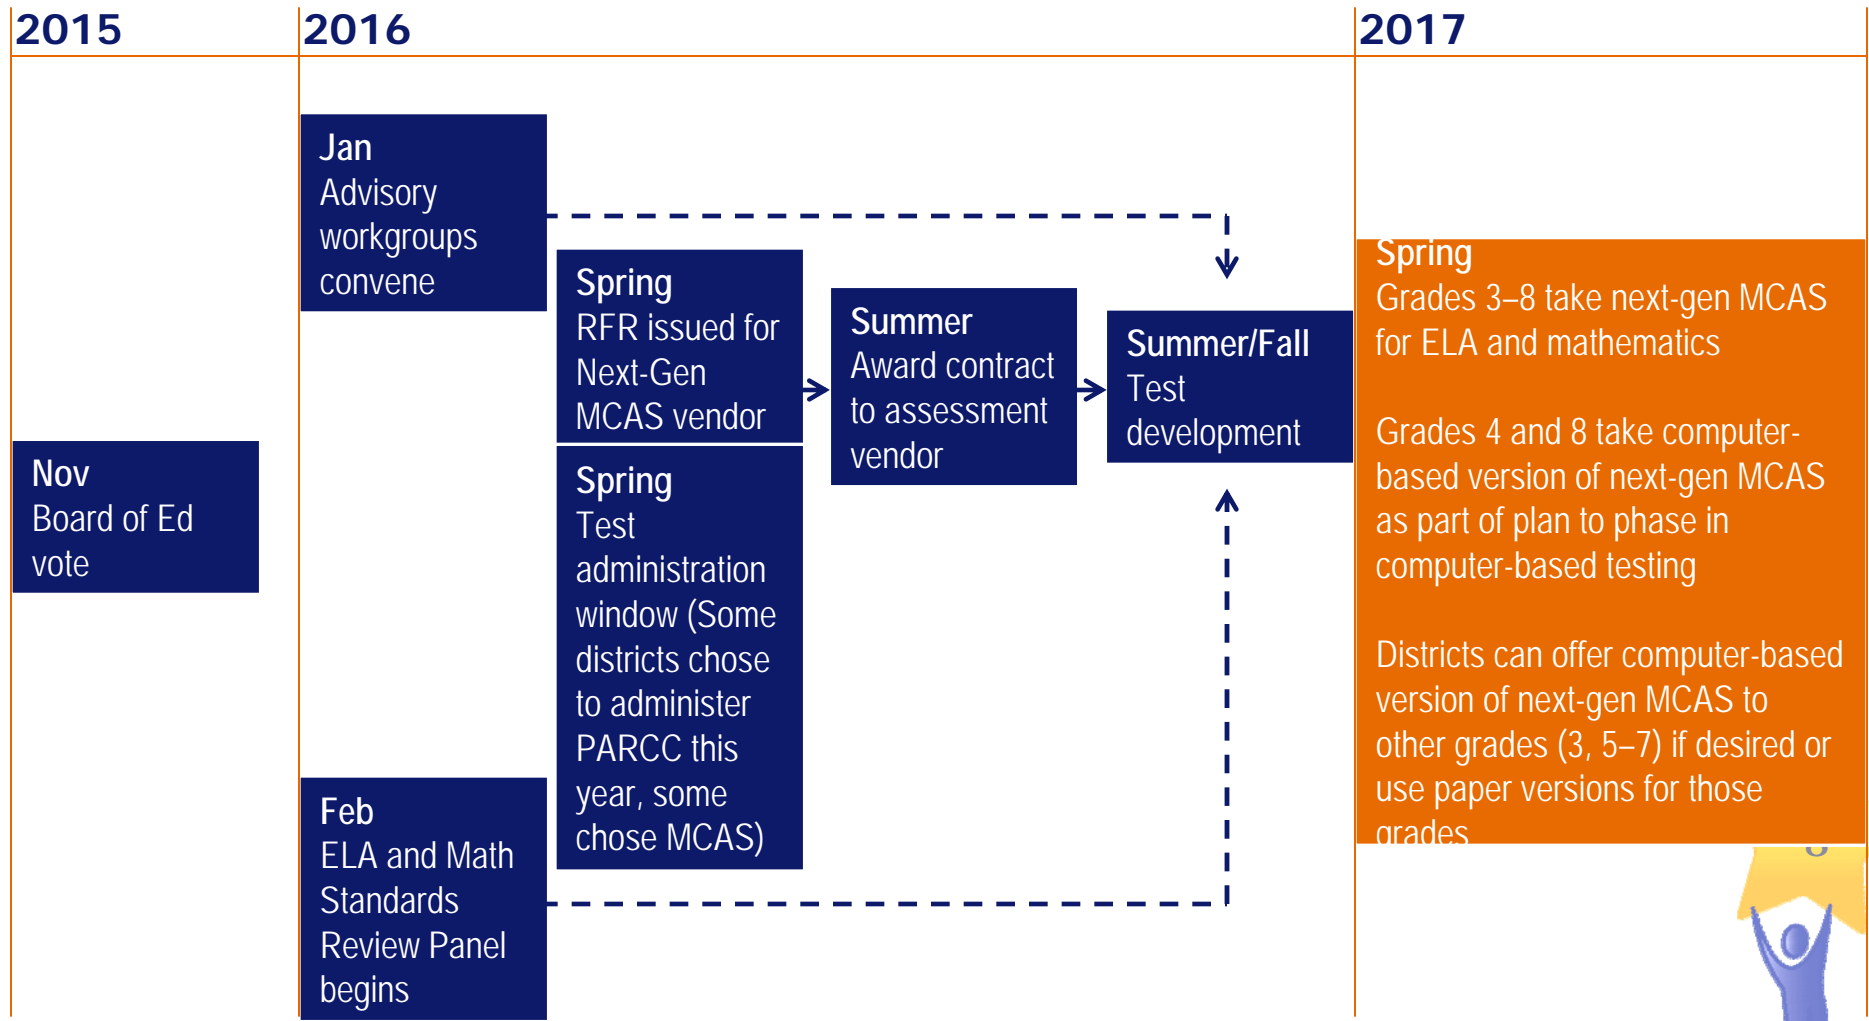 2015
2016
2017
Nov
Board of Ed
vote
Jan
Advisory
workgroups
convene
Feb
ELA and Math
Standards
Review Panel
begins
Spring
RFR issued for
Next-Gen
MCAS vendor
Spring
Test
administration
window (Some
districts chose
to administer
PARCC this
year, some
chose MCAS)
Summer
Award contract
to assessment
vendor
Summer/Fall
Test
development
Spring
Grades 3–8 take next-gen MCAS
for ELA and mathematics
Grades 4 and 8 take computer-
based version of next-gen MCAS
as part of plan to phase in
computer-based testing
Districts can offer computer-based
version of next-gen MCAS to
other grades (3, 5–7) if desired or
use paper versions for those
grades